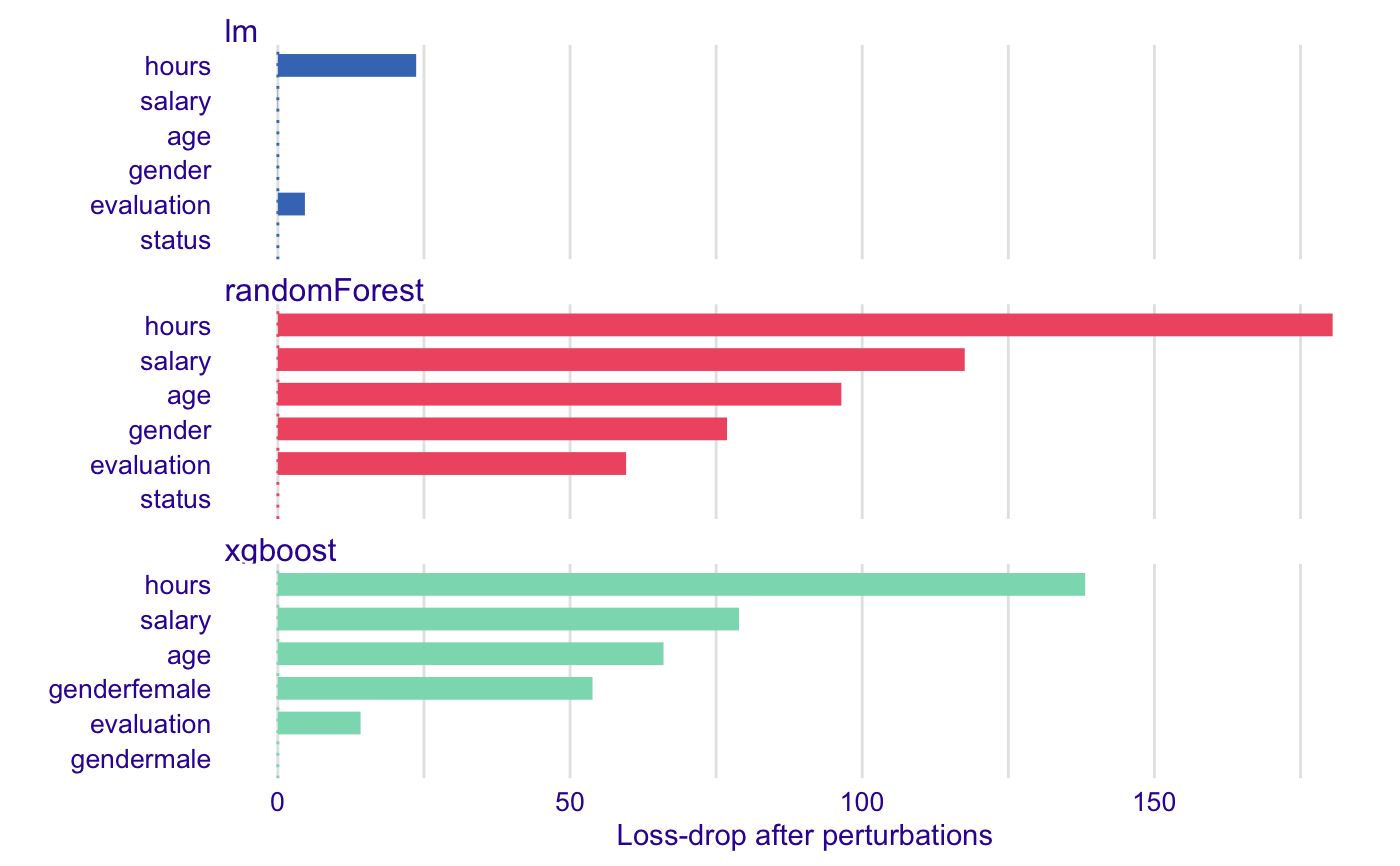 lm
hours
salary
age
gender
evaluation
status
randomForest
hours
salary
age
gender
evaluation
status
xgboost
hours
salary
age
genderfemale
evaluation
gendermale
0 50 100 150
Loss-drop after perturbations